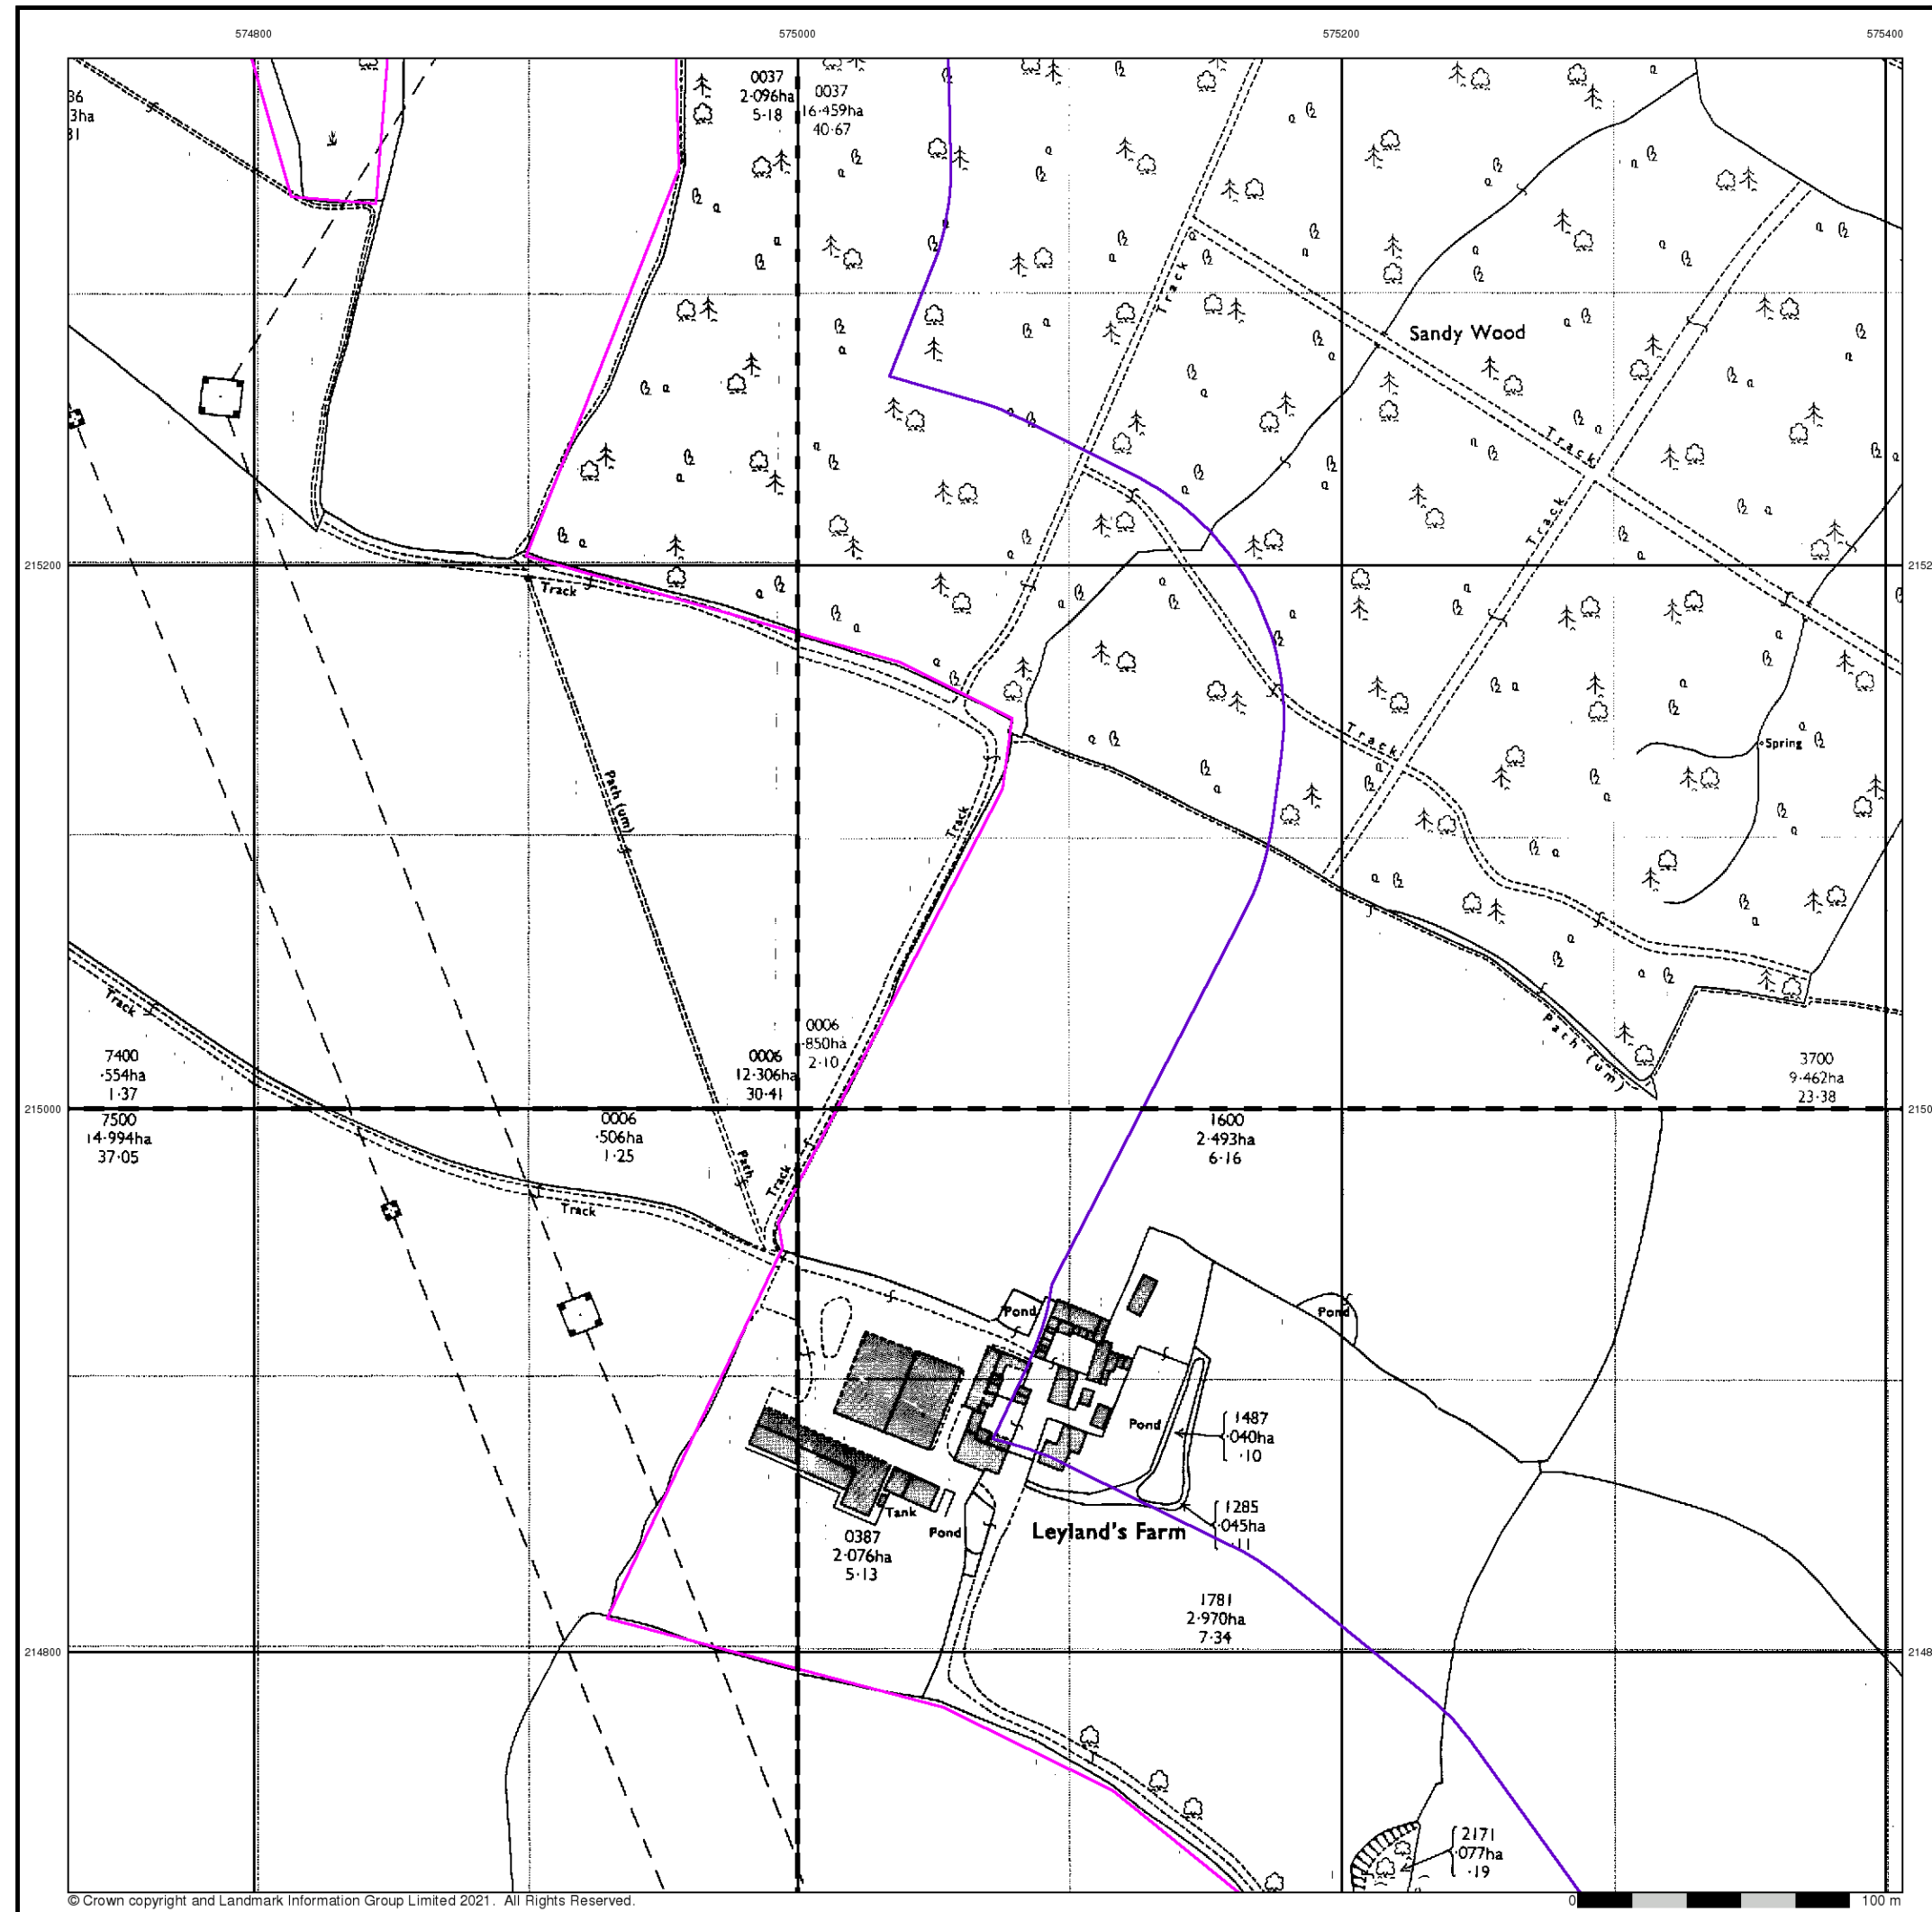 574800
575000
575200
575400
36
3ha
31
0037
2·096ha
5·18
0037
16·459ha
40·67
Track
Sandy Wood
Track
Track
215200
2152
Track
Path (um)
Track
Track
Spring
Track
0006
·850ha
2·10
7400
·554ha
1·37
0006
12·306ha
30·41
Path (um)
3700
9·462ha
23·38
215000
2150
7500
14·994ha
37·05
0006
·506ha
1·25
1600
2·493ha
6·16
Path
Track
Track
Pond
Pond
Pond
1487
·040ha
·10
Tank
Pond
Leyland's Farm
1285
·045ha
·11
0387
2·076ha
5·13
1781
2·970ha
7·34
214800
2148
2171
·077ha
·19
© Crown copyright and Landmark Information Group Limited 2021. All Rights Reserved.
0
100 m